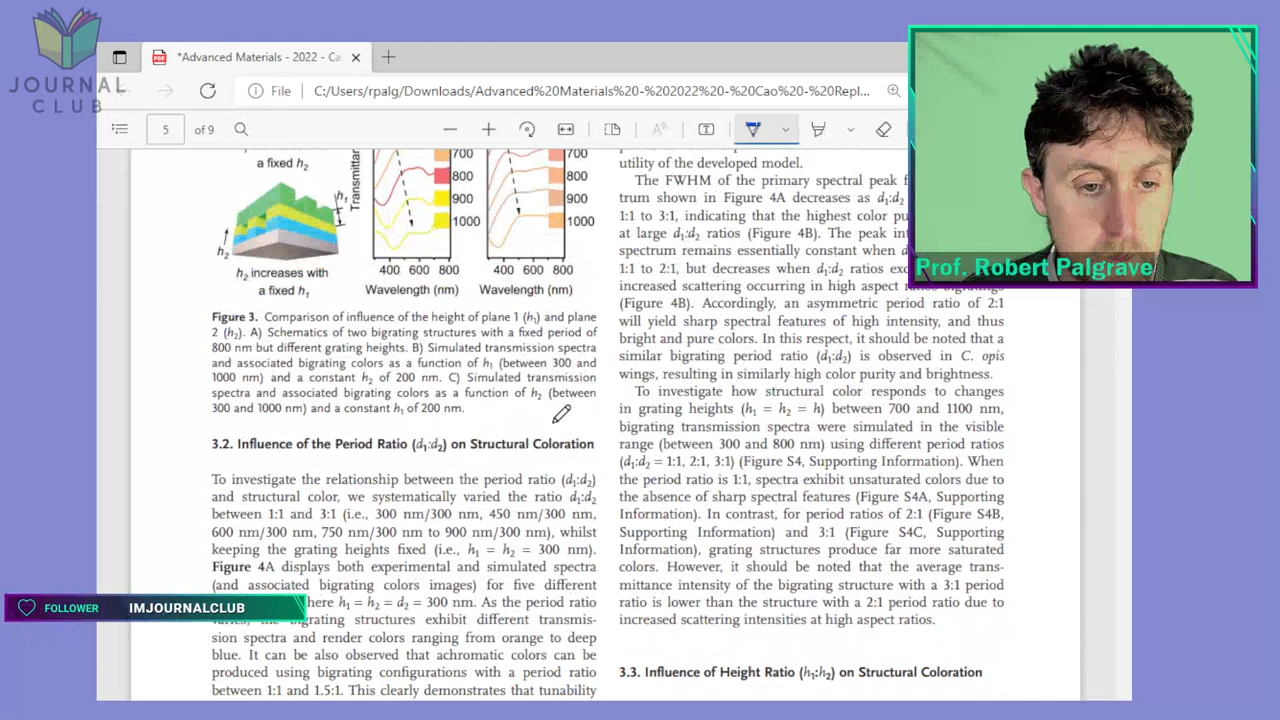 JOURNAL
CLUB
*Advanced Materials - 2022 - Ca
File
C:/Users/rpalg/Downloads/Advanced%20Materials%20-%202022%20-%20Cao%20-%20Repl...
5
of 9
Prof. Robert Palgrave
FOLLOWER
IMJOURNALCLUB
a fixed h2
h1
h2
h2 increases with
a fixed h1
Transmittar
700
800
900
1000
400 600 800
Wavelength (nm)
700
800
900
1000
400 600 800
Wavelength (nm)
Figure 3. Comparison of influence of the height of plane 1 (h1) and plane
2 (h2). A) Schematics of two bigrating structures with a fixed period of
800 nm but different grating heights. B) Simulated transmission spectra
and associated bigrating colors as a function of h1 (between 300 and
1000 nm) and a constant h2 of 200 nm. C) Simulated transmission
spectra and associated bigrating colors as a function of h2 (between
300 and 1000 nm) and a constant h1 of 200 nm.
3.2. Influence of the Period Ratio (d1:d2) on Structural Coloration
To investigate the relationship between the period ratio (d1:d2)
and structural color, we systematically varied the ratio d1:d2
between 1:1 and 3:1 (i.e., 300 nm/300 nm, 450 nm/300 nm,
600 nm/300 nm, 750 nm/300 nm to 900 nm/300 nm), whilst
keeping the grating heights fixed (i.e., h1 = h2 = 300 nm).
Figure 4A displays both experimental and simulated spectra
(and associated bigrating colors images) for five different
here h1 = h2 = d2 = 300 nm. As the period ratio
varies, the bigrating structures exhibit different transmis-
sion spectra and render colors ranging from orange to deep
blue. It can be also observed that achromatic colors can be
produced using bigrating configurations with a period ratio
between 1:1 and 1.5:1. This clearly demonstrates that tunability
utility of the developed model.
The FWHM of the primary spectral peak f
trum shown in Figure 4A decreases as d1:d2
1:1 to 3:1, indicating that the highest color pu
at large d1:d2 ratios (Figure 4B). The peak int
spectrum remains essentially constant when d
1:1 to 2:1, but decreases when d1:d2 ratios exc
increased scattering occurring in high aspect ratios bigratings
(Figure 4B). Accordingly, an asymmetric period ratio of 2:1
will yield sharp spectral features of high intensity, and thus
bright and pure colors. In this respect, it should be noted that a
similar bigrating period ratio (d1:d2) is observed in C. opis
wings, resulting in similarly high color purity and brightness.
To investigate how structural color responds to changes
in grating heights (h1 = h2 = h) between 700 and 1100 nm,
bigrating transmission spectra were simulated in the visible
range (between 300 and 800 nm) using different period ratios
(d1:d2 = 1:1, 2:1, 3:1) (Figure S4, Supporting Information). When
the period ratio is 1:1, spectra exhibit unsaturated colors due to
the absence of sharp spectral features (Figure S4A, Supporting
Information). In contrast, for period ratios of 2:1 (Figure S4B,
Supporting Information) and 3:1 (Figure S4C, Supporting
Information), grating structures produce far more saturated
colors. However, it should be noted that the average trans-
mittance intensity of the bigrating structure with a 3:1 period
ratio is lower than the structure with a 2:1 period ratio due to
increased scattering intensities at high aspect ratios.
3.3. Influence of Height Ratio (h1:h2) on Structural Coloration